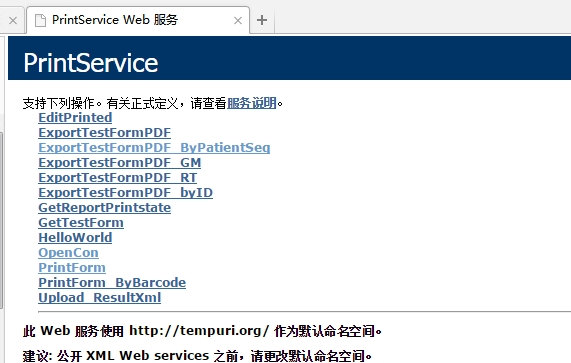 PrintService Web 服务
PrintService
支持下列操作。有关正式定义，请查看服务说明。
EditPrinted
ExportTestFormPDF
ExportTestFormPDF_ByPatientSeq
ExportTestFormPDF_GM
ExportTestFormPDF_RT
ExportTestFormPDF_byID
GetReportPrintstate
GetTestForm
HelloWorld
OpenCon
PrintForm
PrintForm_ByBarcode
Upload_ResultXml
此 Web 服务使用 http://tempuri.org/ 作为默认命名空间。
建议: 公开 XML Web services 之前，请更改默认命名空间。